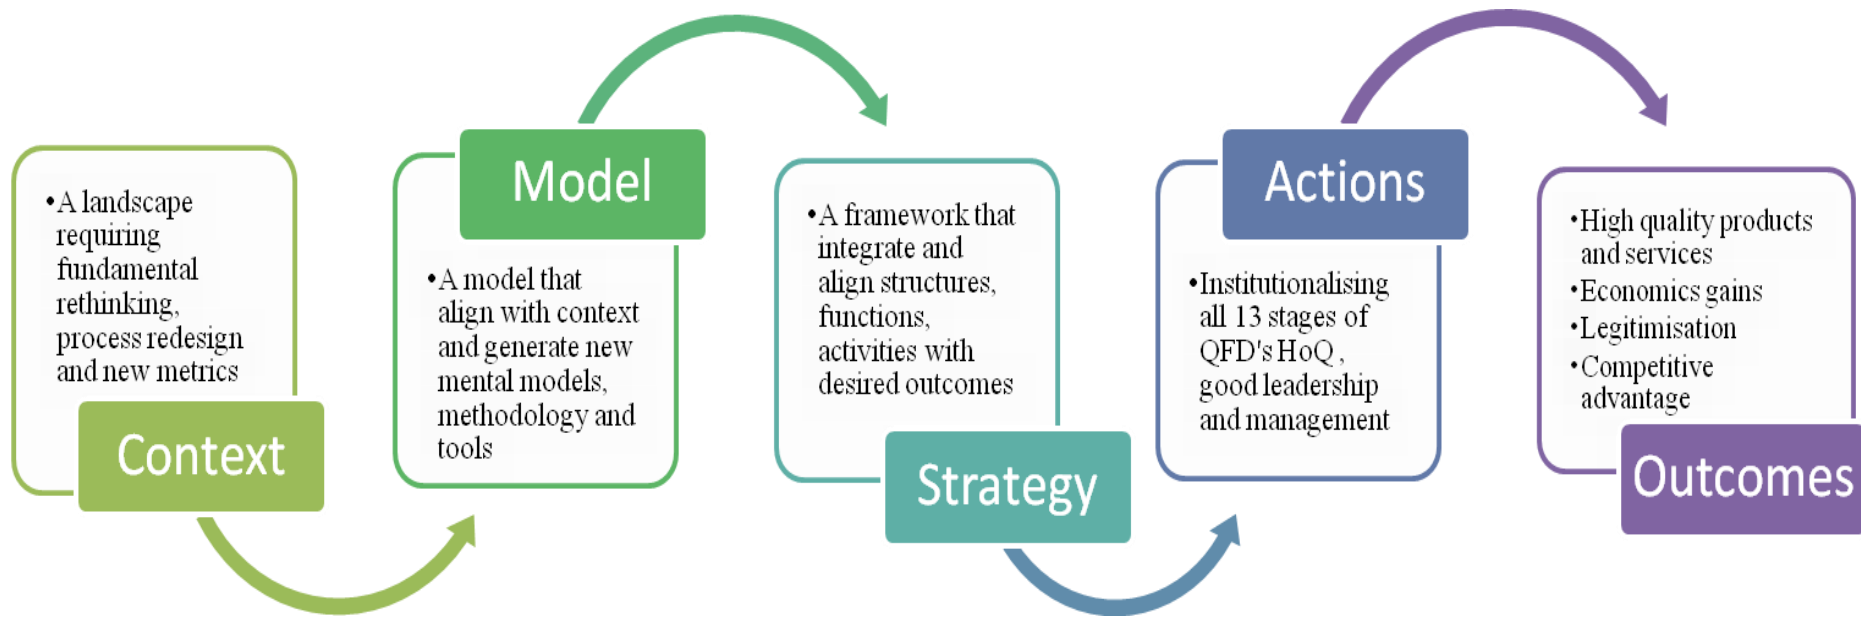 •A landscape
requiring
fundamental
rethinking,
process redesign
and new metrics
Context
Model
•A model that
align with context
and generate new
mental models,
methodology and
tools
•A framework that
integrate and
align structures,
functions,
activities with
desired outcomes
Strategy
Actions
•Institutionalising
all 13 stages of
QFD's HoQ ,
good leadership
and management
•High quality products
and services
•Economics gains
•Legitimisation
•Competitive
advantage
Outcomes